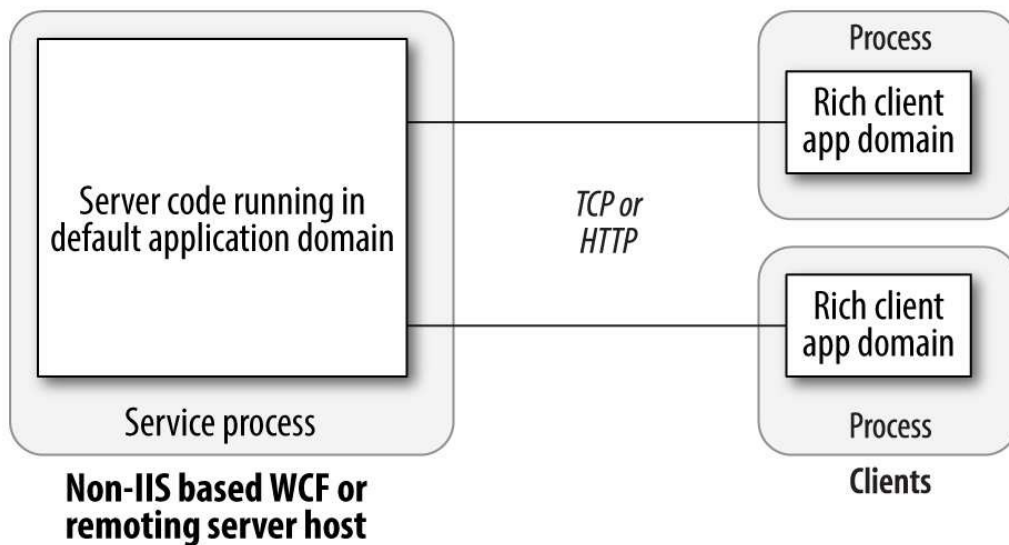 Server code running in
default application domain
Service process
Non-IIS based WCF or
remoting server host
TCP or
HTTP
Process
Rich client
app domain
Rich client
app domain
Process
Clients